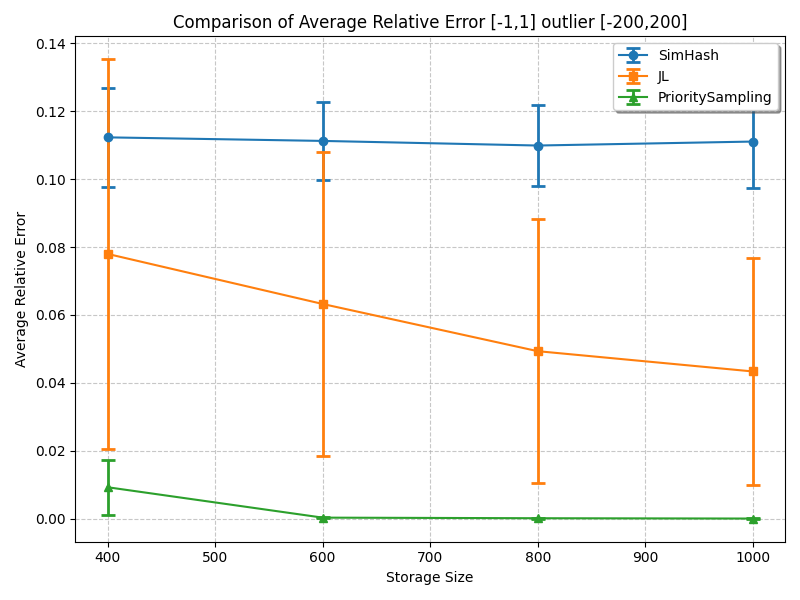 Comparison of Average Relative Error [-1,1] outlier [-200,200]
SimHash
JL
PrioritySampling
Average Relative Error
0.14
0.12
0.10
0.08
0.06
0.04
0.02
0.00
400 500 600 700 800 900 1000
Storage Size